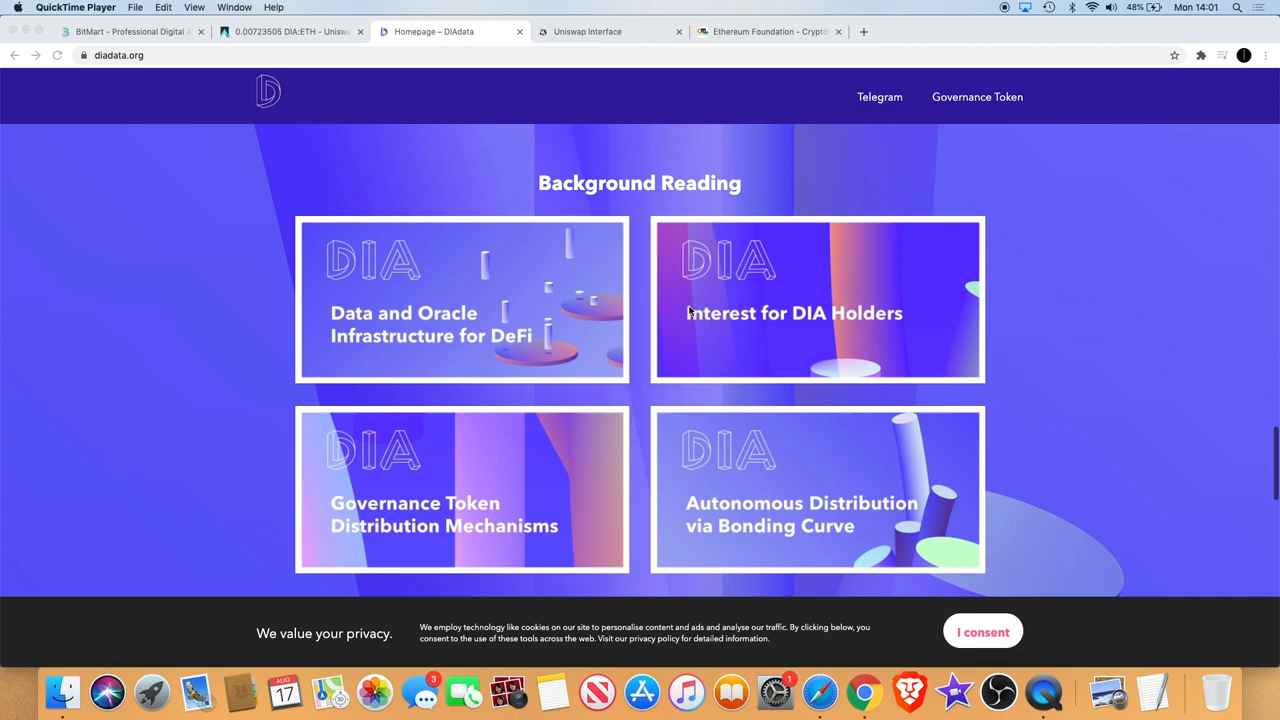 QuickTime Player File Edit View Window Help 48% Mon 14:01
BitMart - Professional Digital A
0.00723505 DIA:ETH - Uniswa
Homepage – DIAdata
Uniswap Interface
Ethereum Foundation - Crypto
diadata.org
D
Telegram Governance Token
Background Reading
DIA
Data and Oracle
Infrastructure for DeFi
DIA
Interest for DIA Holders
DIA
Governance Token
Distribution Mechanisms
DIA
Autonomous Distribution
via Bonding Curve
We value your privacy.
We employ technology like cookies on our site to personalise content and ads and analyse our traffic. By clicking below, you
consent to the use of these tools across the web. Visit our privacy policy for detailed information.
I consent
AUG
17
3
1